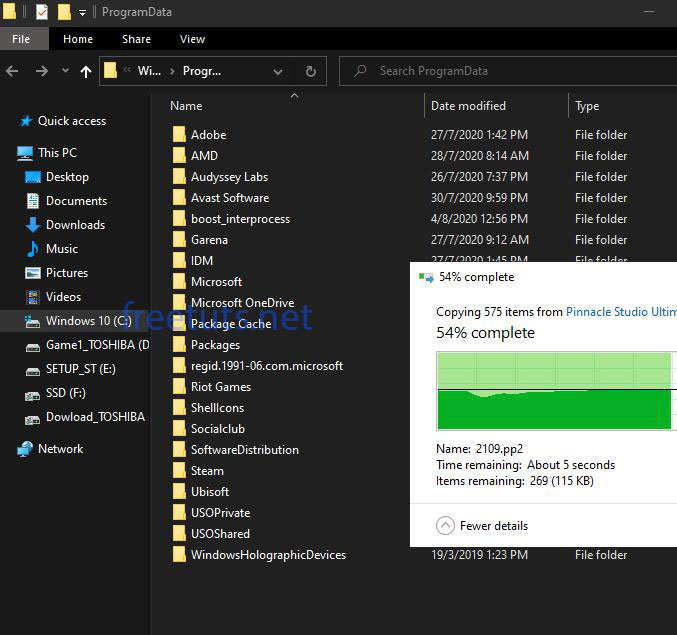 ProgramData
File Home Share View
Wi... Progr... Search ProgramData
Name Date modified Type
Quick access
This PC
Desktop
Documents
Downloads
Music
Pictures
Videos
Windows 10 (C:)
Game1_TOSHIBA (D
SETUP_ST (E:)
SSD (F:)
Dowload_TOSHIBA
Network
Adobe 27/7/2020 1:42 PM File folder
AMD 28/7/2020 8:14 AM File folder
Audyssey Labs 26/7/2020 7:37 PM File folder
Avast Software 30/7/2020 9:59 PM File folder
boost_interprocess 4/8/2020 12:56 PM File folder
Garena 27/7/2020 9:12 AM File folder
IDM 27/7/2020 1:45 PM File folder
Microsoft
Microsoft OneDrive
Package Cache
Packages
regid.1991-06.com.microsoft
Riot Games
ShellIcons
Socialclub
SoftwareDistribution
Steam
Ubisoft
USOPrivate
USOShared
WindowsHolographicDevices 19/3/2019 1:23 PM File folder
freetuts.net
54% complete
Copying 575 items from Pinnacle Studio Ultim
54% complete
Name: 2109.pp2
Time remaining: About 5 seconds
Items remaining: 269 (115 KB)
Fewer details